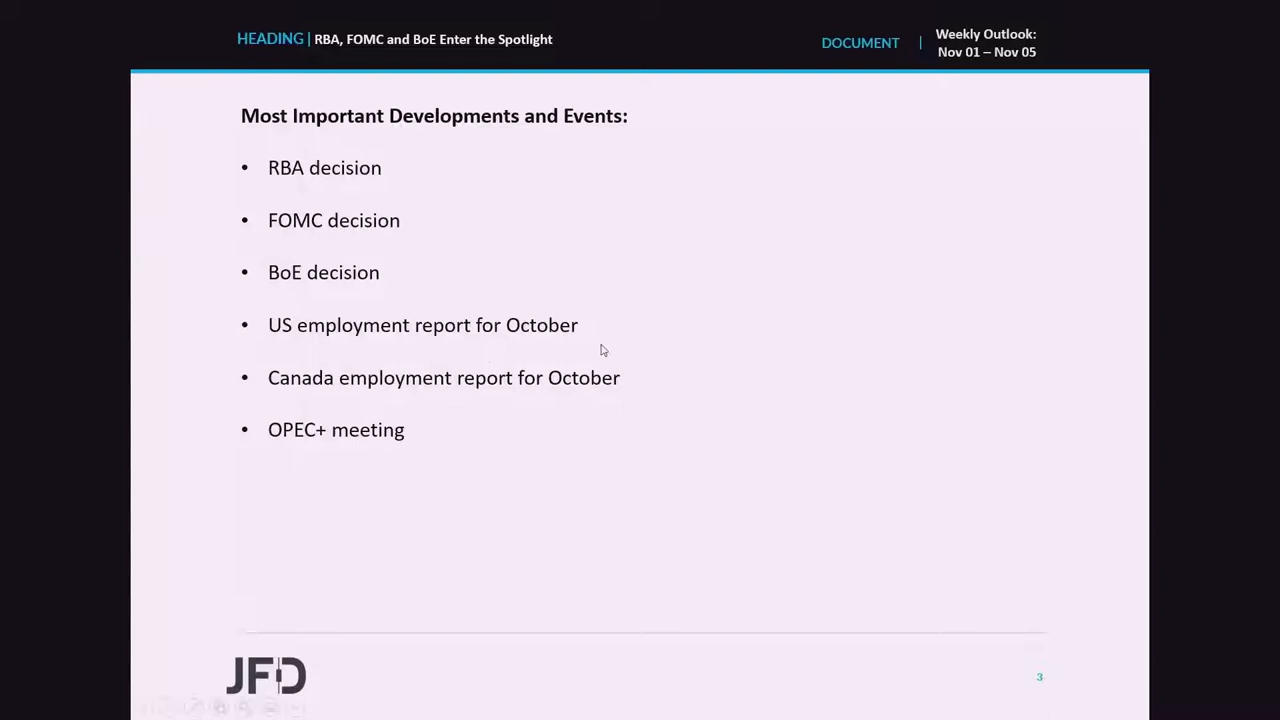 HEADING | RBA, FOMC and BoE Enter the Spotlight
DOCUMENT | Weekly Outlook:
Nov 01 – Nov 05
Most Important Developments and Events:
• RBA decision
• FOMC decision
• BoE decision
• US employment report for October
• Canada employment report for October
• OPEC+ meeting
JFD
3